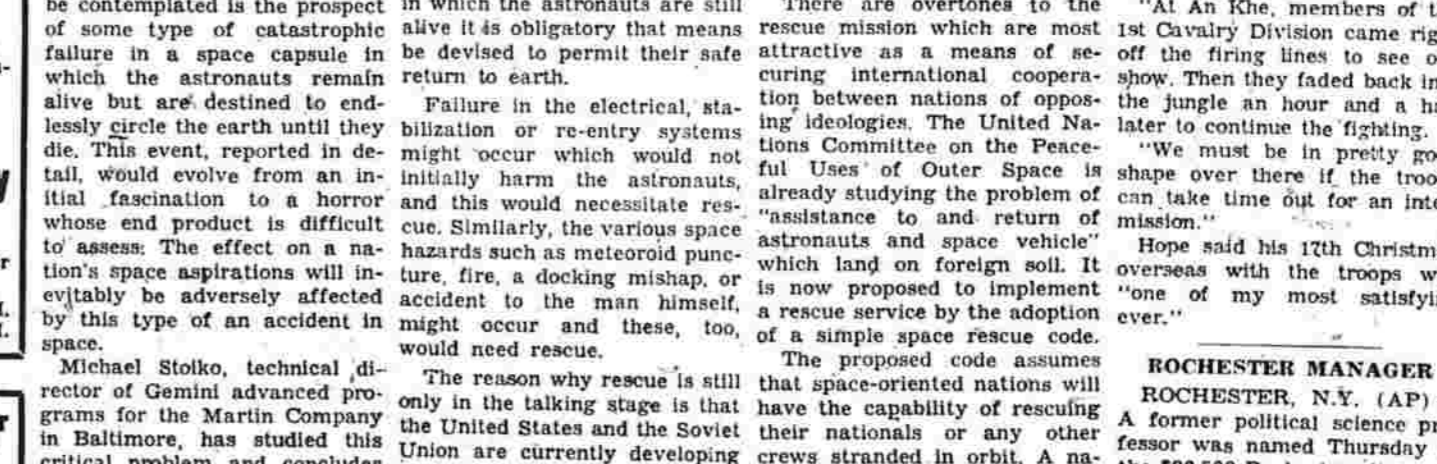 be contemplated is the prospect
of some type of catastrophic
failure in a space capsule in
which the astronauts remain
alive but are destined to end-
lessly circle the earth until they
die. This event, reported in de-
tail, would evolve from an in-
itial fascination to a horror
whose end product is difficult
to assess: The effect on a na-
tion's space aspirations will in-
evitably be adversely affected
by this type of an accident in
space.
Michael Stoiko, technical di-
rector of Gemini advanced pro-
grams for the Martin Company
in Baltimore, has studied this
critical problem and concludes
in which the astronauts are still
alive it is obligatory that means
be devised to permit their safe
return to earth.
Failure in the electrical, sta-
bilization or re-entry systems
might occur which would not
initially harm the astronauts,
and this would necessitate res-
cue. Similarly, the various space
hazards such as meteoroid punc-
ture, fire, a docking mishap, or
accident to the man himself,
might occur and these, too,
would need rescue.
The reason why rescue is still
only in the talking stage is that
the United States and the Soviet
Union are currently developing
There are overtones to the
rescue mission which are most
attractive as a means of se-
curing international coopera-
tion between nations of oppos-
ing ideologies. The United Na-
tions Committee on the Peace-
ful Uses of Outer Space is
already studying the problem of
"assistance to and return of
astronauts and space vehicle"
which land on foreign soil. It
is now proposed to implement
a rescue service by the adoption
of a simple space rescue code.
The proposed code assumes
that space-oriented nations will
have the capability of rescuing
their nationals or any other
crews stranded in orbit. A na-
"At An Khe, members of
1st Cavalry Division came
off the firing lines to see
show. Then they faded back
the jungle an hour and a
later to continue the fighting.
"We must be in pretty
shape over there if the
can take time out for an
mission."
Hope said his 17th
overseas with the troops
"one of my most
ever."
ROCHESTER MANAGER
ROCHESTER, N.Y. (AP)
A former political science
fessor was named Thursday